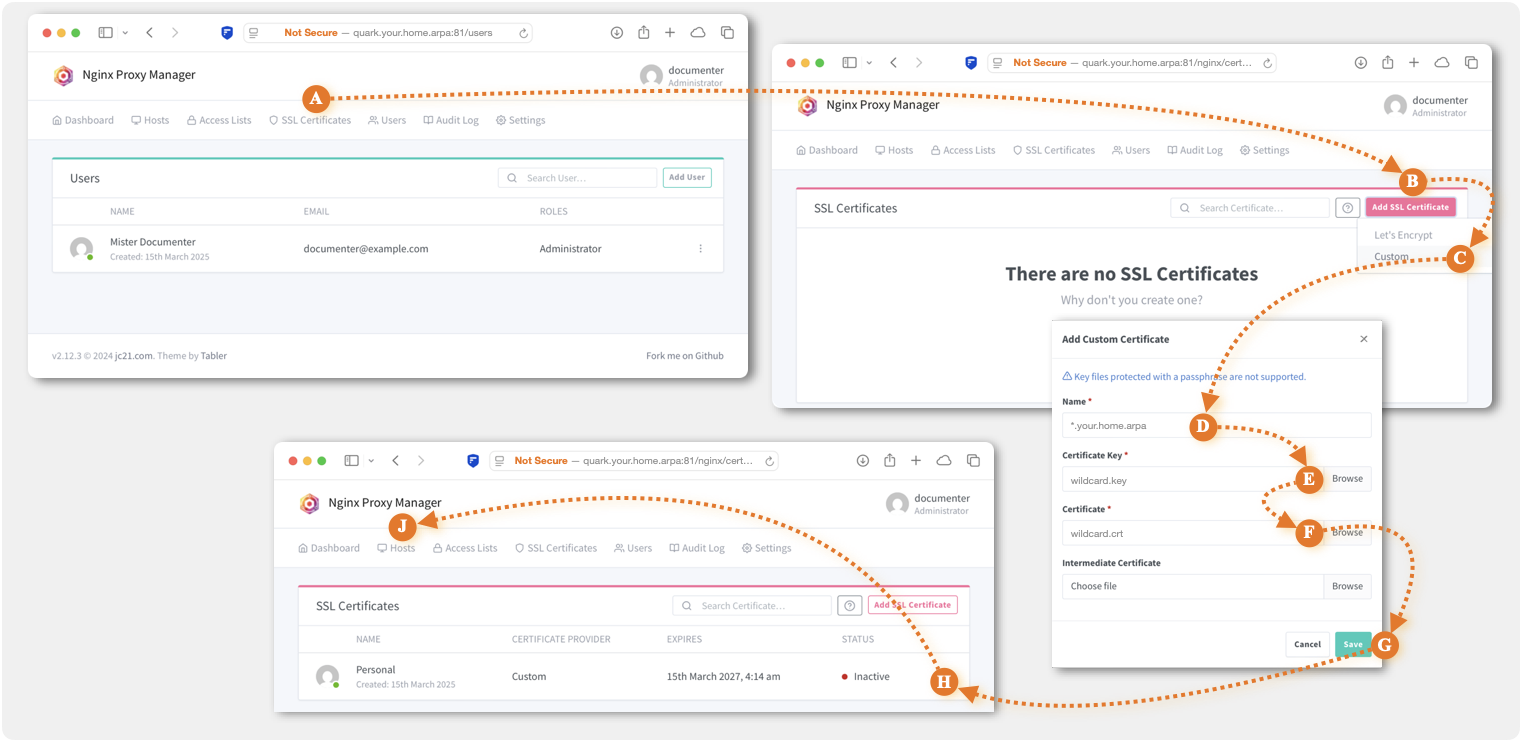 Not Secure — quark.your.home.arpa:81/users
Nginx Proxy Manager
documenter
Administrator
A
Dashboard Hosts Access Lists SSL Certificates Users Audit Log Settings
Users
Search User...
Add User
NAME EMAIL ROLES
Mister Documenter
Created: 15th March 2025
documenter@example.com
Administrator
v2.12.3 © 2024 jc21.com. Theme by Tabler
Fork me on Github
Not Secure — quark.your.home.arpa:81/nginx/cert...
Nginx Proxy Manager
documenter
Administrator
Dashboard Hosts Access Lists SSL Certificates Users Audit Log Settings
B
SSL Certificates
Search Certificate...
Add SSL Certificate
Let's Encrypt
Custom
C
There are no SSL Certificates
Why don't you create one?
Add Custom Certificate
Key files protected with a passphrase are not supported.
Name *
*.your.home.arpa
D
Certificate Key *
wildcard.key
E
Browse
Certificate *
wildcard.crt
F
Browse
Intermediate Certificate
Choose file
Browse
Cancel
Save
G
Not Secure — quark.your.home.arpa:81/nginx/cert...
Nginx Proxy Manager
documenter
Administrator
J
Dashboard Hosts Access Lists SSL Certificates Users Audit Log Settings
SSL Certificates
Search Certificate...
Add SSL Certificate
NAME CERTIFICATE PROVIDER EXPIRES STATUS
Personal
Created: 15th March 2025
Custom
15th March 2027, 4:14 am
Inactive
H